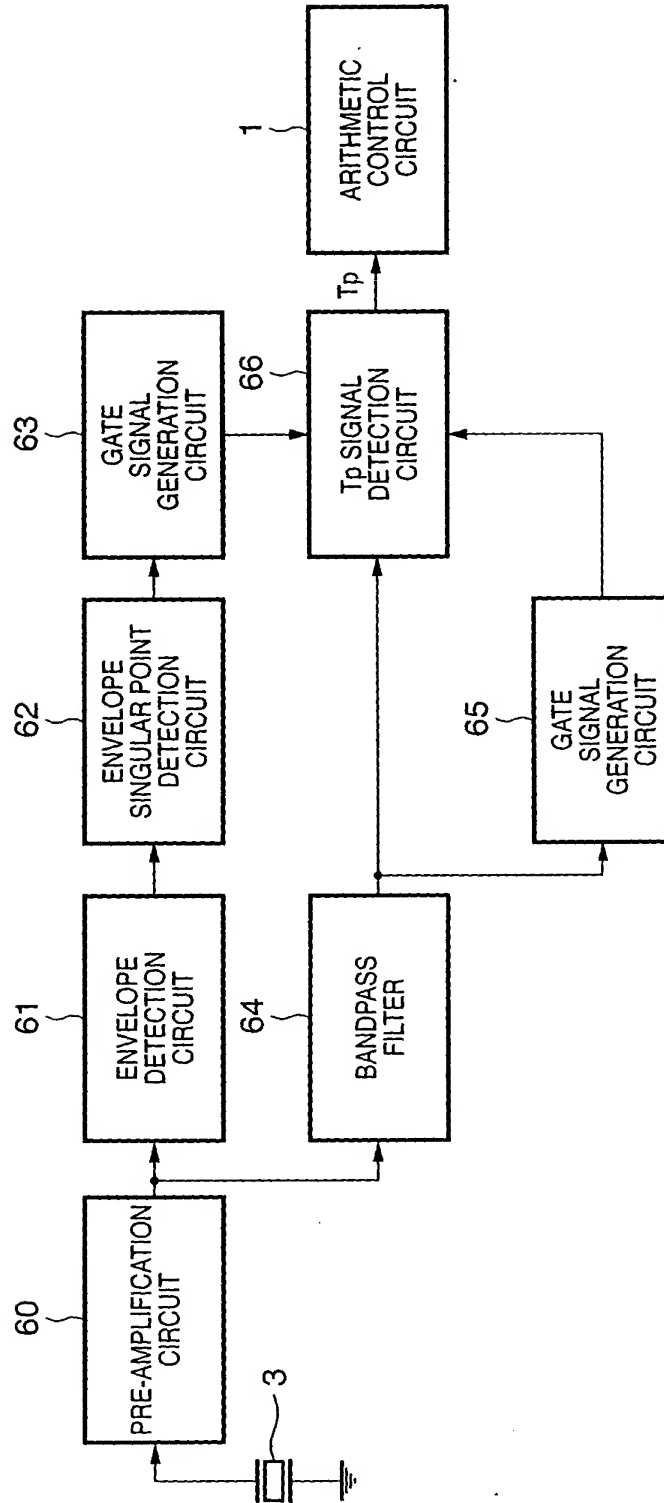 60
PRE-AMPLIFICATION
CIRCUIT
3
61
ENVELOPE
DETECTION
CIRCUIT
62
ENVELOPE
SINGULAR POINT
DETECTION
CIRCUIT
63
GATE
SIGNAL
GENERATION
CIRCUIT
64
BANDPASS
FILTER
65
GATE
SIGNAL
GENERATION
CIRCUIT
66
Tp SIGNAL
DETECTION
CIRCUIT
Tp
1
ARITHMETIC
CONTROL
CIRCUIT